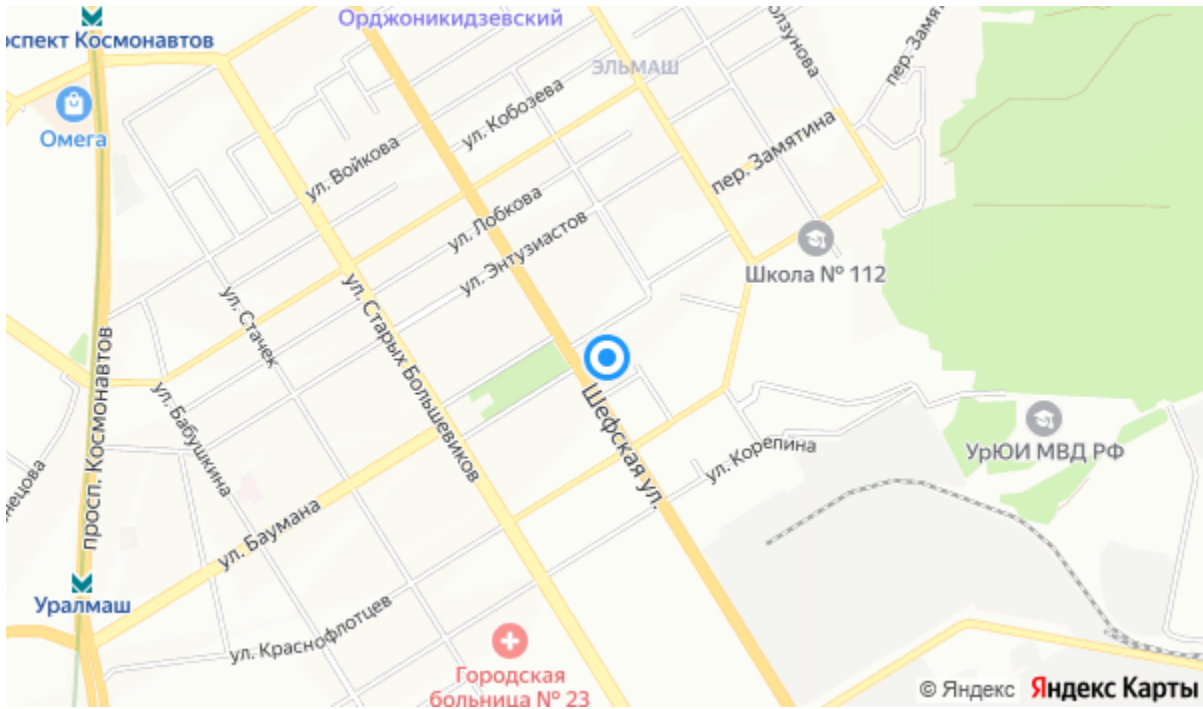 Орджоникидзевский
оспект Космонавтов
олзунова
пер. Замя
ЭЛЬМАШ
Омега
ул. Кобозева
ул. Войкова
пер. Замятина
ул. Лобкова
ул. Энтузиастов
Школа № 112
ул. Стачек
ул. Старых Большевиков
просп. Космонавтов
ул. Бабушкина
Шефская ул.
УрЮИ МВД РФ
ул. Корепина
нецова
ул. Баумана
Уралмаш
ул. Краснофлотцев
Городская
больница № 23
© Яндекс Яндекс Карты